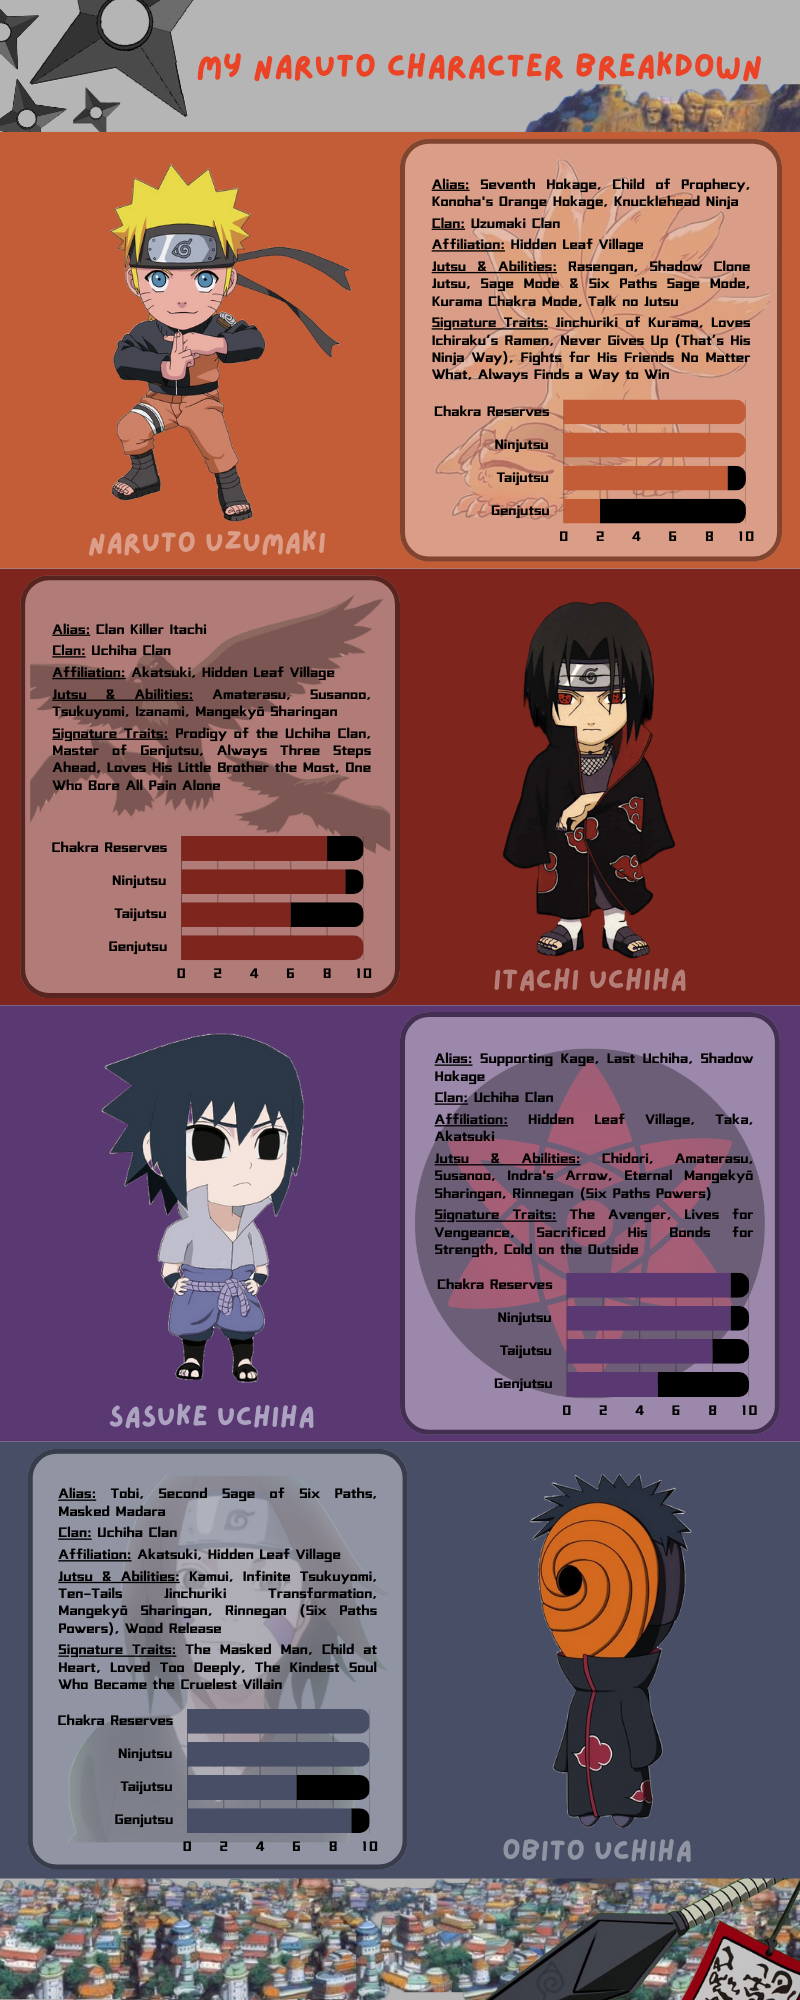 MY NARUTO CHARACTER BREAKDOWN
Alias: Seventh Hokage, Child of Prophecy,
Konoha's Orange Hokage, Knucklehead Ninja
Clan: Uzumaki Clan
Affiliation: Hidden Leaf Village
Jutsu & Abilities: Rasengan, Shadow Clone
Jutsu, Sage Mode & Six Paths Sage Mode,
Kurama Chakra Mode, Talk no Jutsu
Signature Traits: Jinchuriki of Kurama, Loves
Ichiraku's Ramen, Never Gives Up (That's His
Ninja Way), Fights for His Friends No Matter
What, Always Finds a Way to Win
Chakra Reserves
Ninjutsu
Taijutsu
Genjutsu
0 2 4 6 8 10
NARUTO UZUMAKI
Alias: Clan Killer Itachi
Clan: Uchiha Clan
Affiliation: Akatsuki, Hidden Leaf Village
Jutsu & Abilities: Amaterasu, Susanoo,
Tsukuyomi, Izanami, Mangekyō Sharingan
Signature Traits: Prodigy of the Uchiha Clan,
Master of Genjutsu, Always Three Steps
Ahead, Loves His Little Brother the Most, One
Who Bore All Pain Alone
Chakra Reserves
Ninjutsu
Taijutsu
Genjutsu
0 2 4 6 8 10
ITACHI UCHIHA
Alias: Supporting Kage, Last Uchiha, Shadow
Hokage
Clan: Uchiha Clan
Affiliation: Hidden Leaf Village, Taka,
Akatsuki
Jutsu & Abilities: Chidori, Amaterasu,
Susanoo, Indra's Arrow, Eternal Mangekyō
Sharingan, Rinnegan (Six Paths Powers)
Signature Traits: The Avenger, Lives for
Vengeance, Sacrificed His Bonds for
Strength, Cold on the Outside
Chakra Reserves
Ninjutsu
Taijutsu
Genjutsu
0 2 4 6 8 10
SASUKE UCHIHA
Alias: Tobi, Second Sage of Six Paths,
Masked Madara
Clan: Uchiha Clan
Affiliation: Akatsuki, Hidden Leaf Village
Jutsu & Abilities: Kamui, Infinite Tsukuyomi,
Ten-Tails Jinchuriki Transformation,
Mangekyō Sharingan, Rinnegan (Six Paths
Powers), Wood Release
Signature Traits: The Masked Man, Child at
Heart, Loved Too Deeply, The Kindest Soul
Who Became the Cruelest Villain
Chakra Reserves
Ninjutsu
Taijutsu
Genjutsu
0 2 4 6 8 10
OBITO UCHIHA